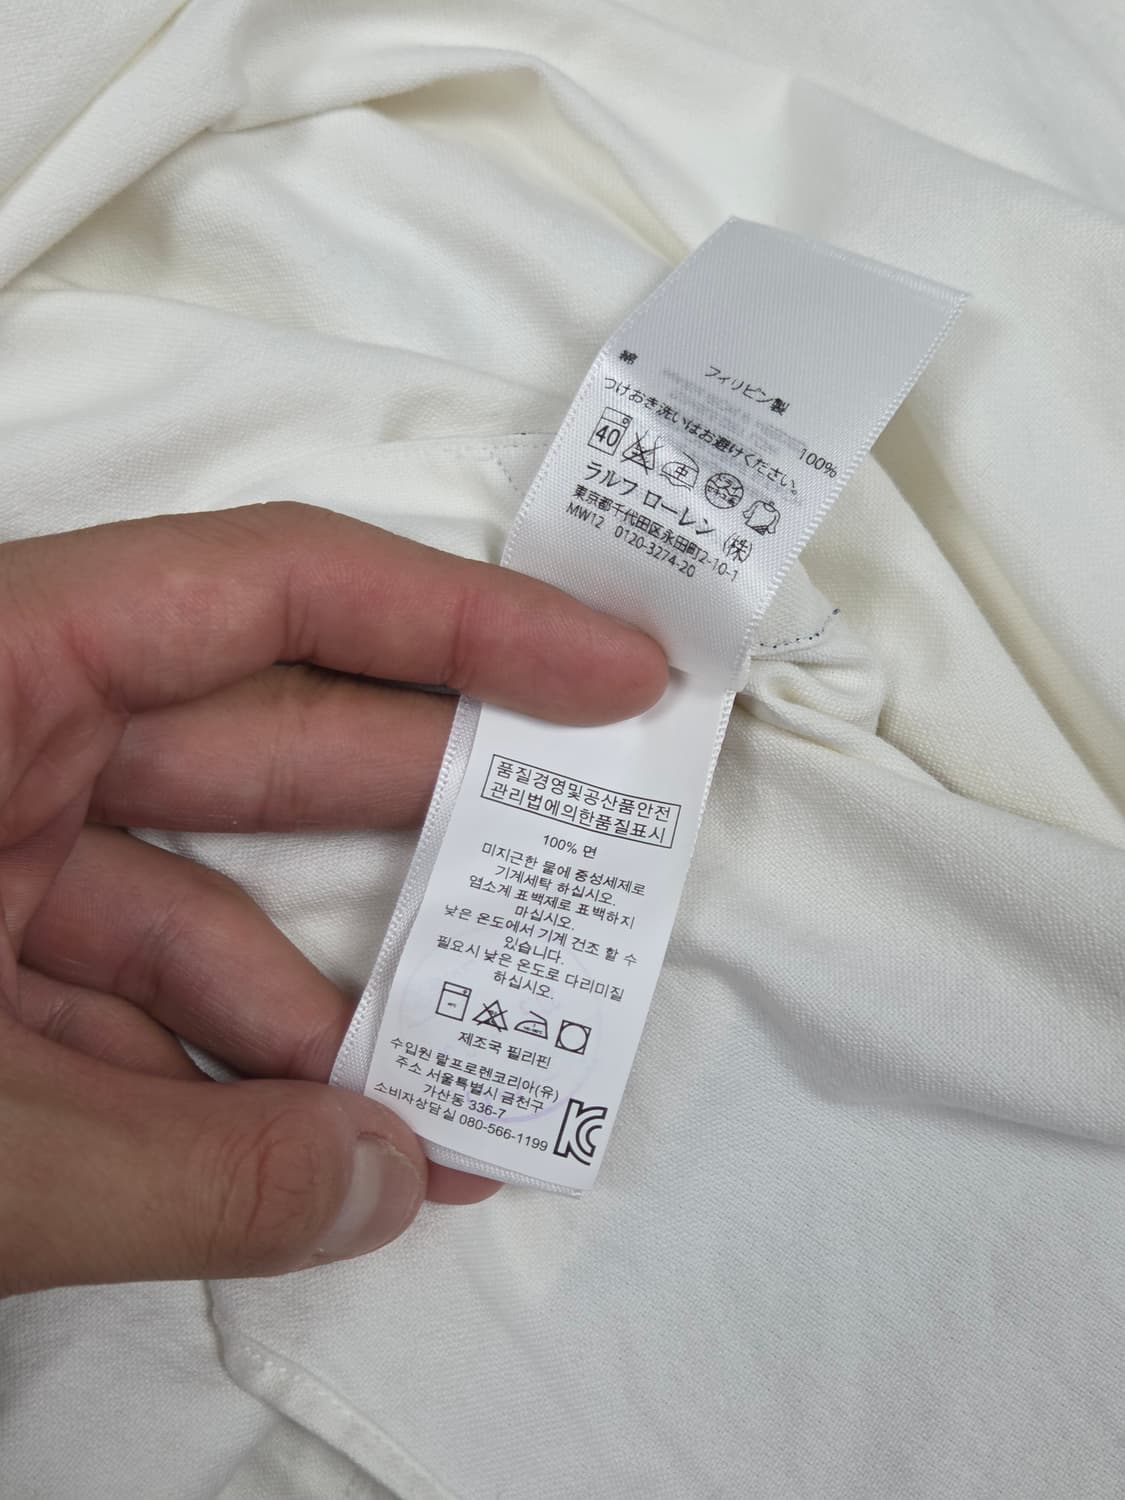 フィリピン製
綿 100%
つけおき洗いはお避けください。
40
ラルフ ローレン (株)
東京都千代田区永田町2-10-1
MW12 0120-3274-20
품질경영및공산품안전
관리법에의한품질표시
100% 면
미지근한 물에 중성세제로
기계세탁 하십시오.
염소계 표백제로 표백하지
마십시오.
낮은 온도에서 기계 건조 할 수
있습니다.
필요시 낮은 온도로 다리미질
하십시오.
제조국 필리핀
수입원 랄프로렌코리아(유)
주소 서울특별시 금천구
가산동 336-7
소비자상담실 080-566-1199